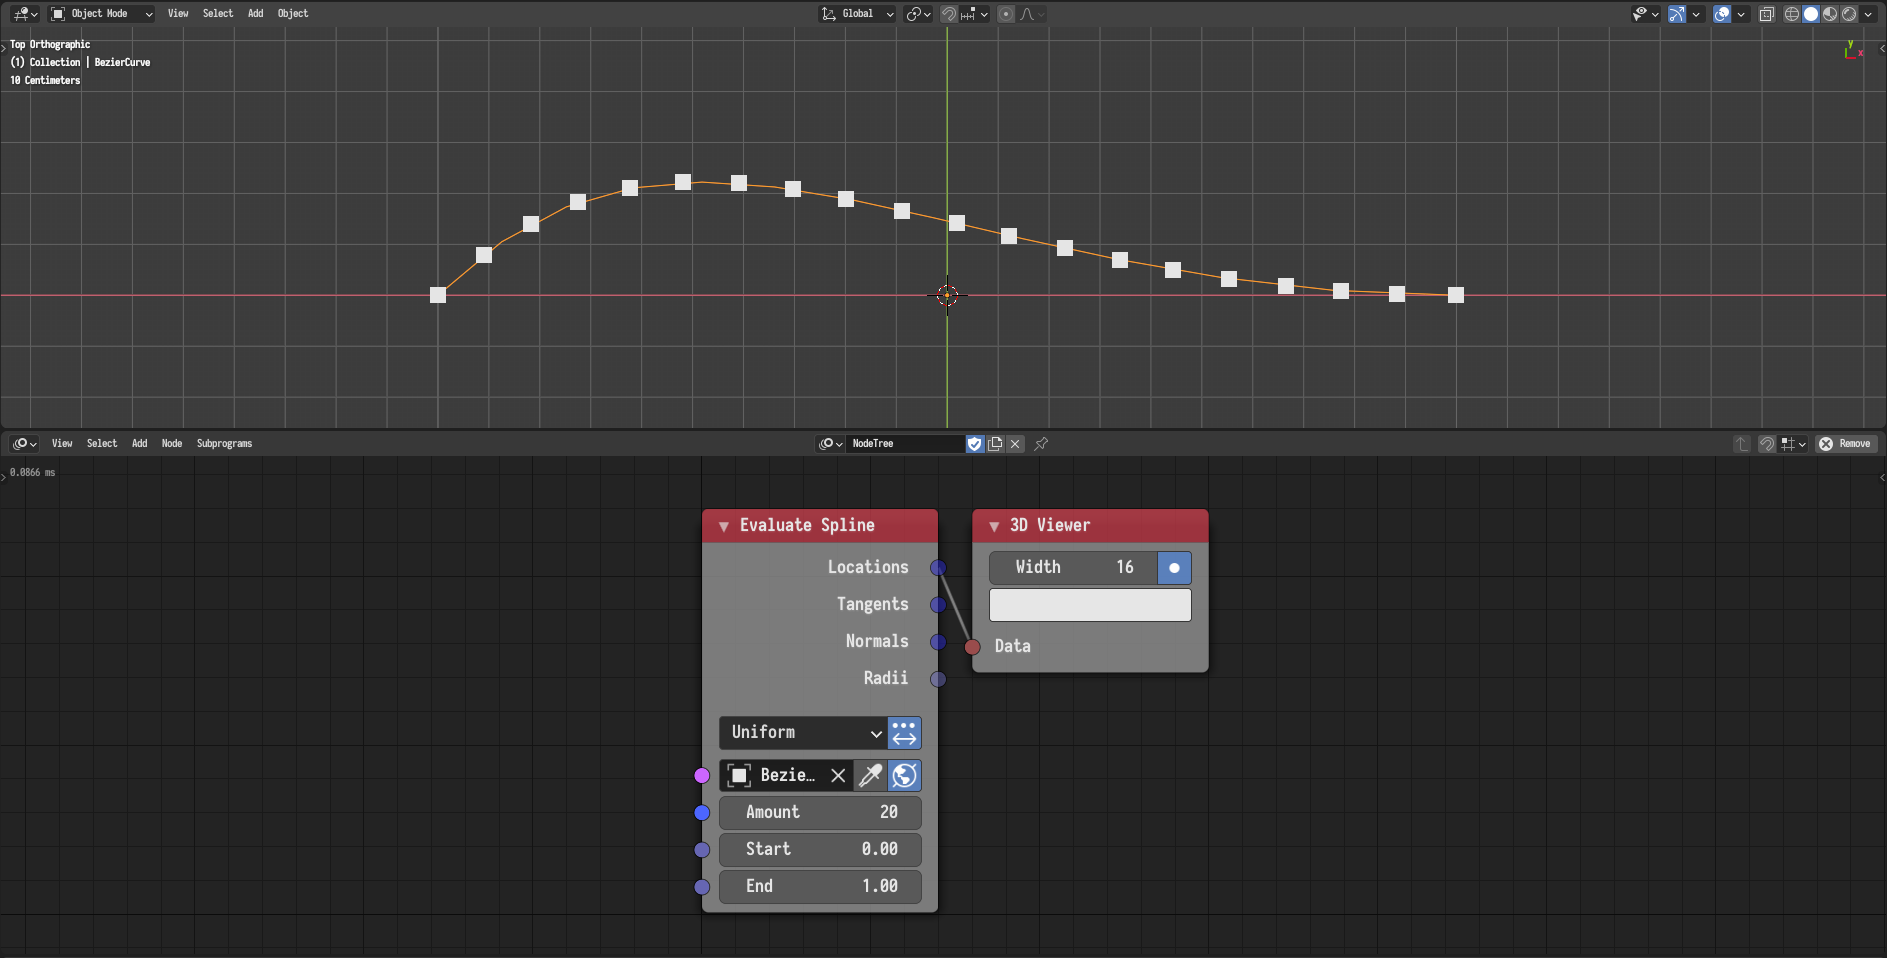 Object Mode View Select Add Object Global
Top Orthographic
(1) Collection | BezierCurve
10 Centimeters
Y
X
View Select Add Node Subprograms NodeTree Remove
0.0866 ms
Evaluate Spline
Locations
Tangents
Normals
Radii
Uniform
Bezie...
Amount 20
Start 0.00
End 1.00
3D Viewer
Width 16
Data